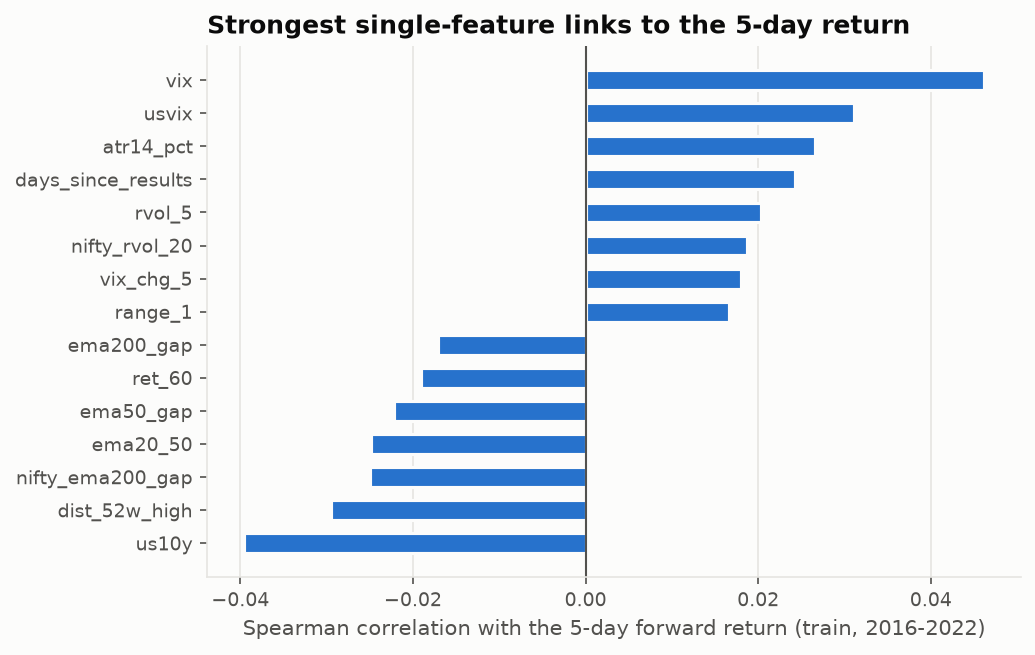 Strongest single-feature links to the 5-day return
vix
usvix
atr14_pct
days_since_results
rvol_5
nifty_rvol_20
vix_chg_5
range_1
ema200_gap
ret_60
ema50_gap
ema20_50
nifty_ema200_gap
dist_52w_high
us10y
−0.04 −0.02 0.00 0.02 0.04
Spearman correlation with the 5-day forward return (train, 2016-2022)